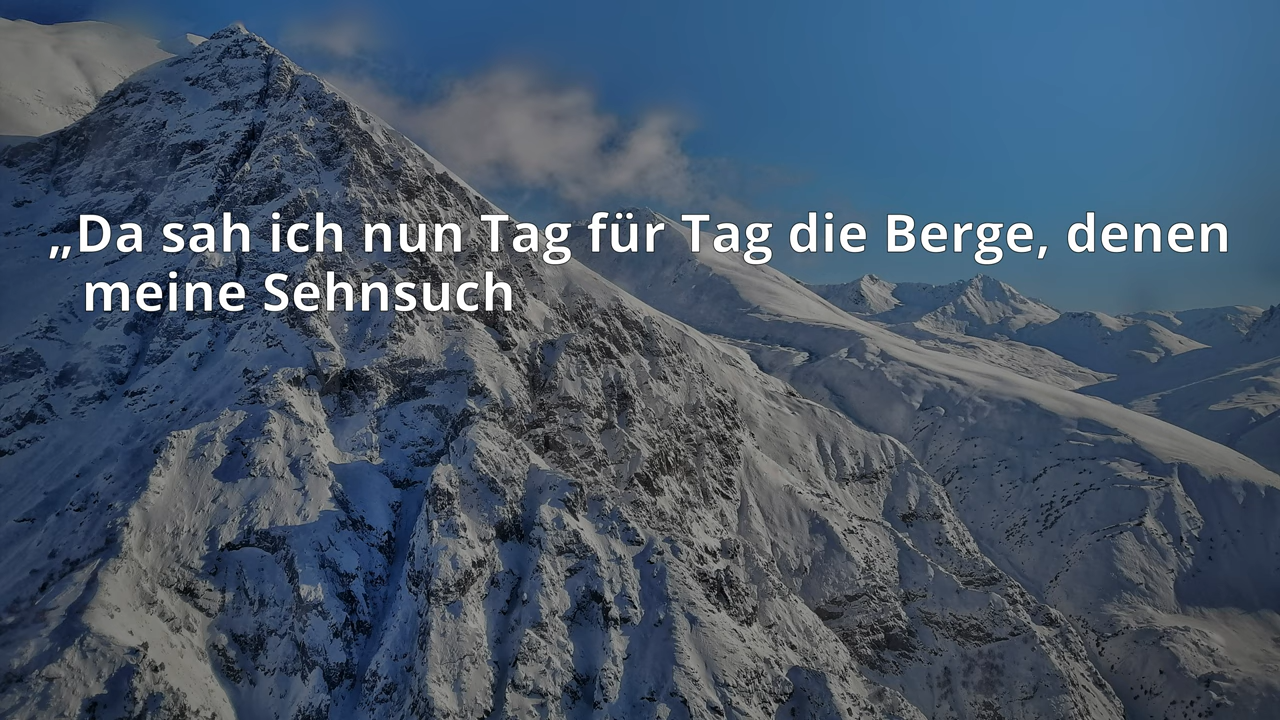 „Da sah ich nun Tag für Tag die Berge, denen
meine Sehnsuch